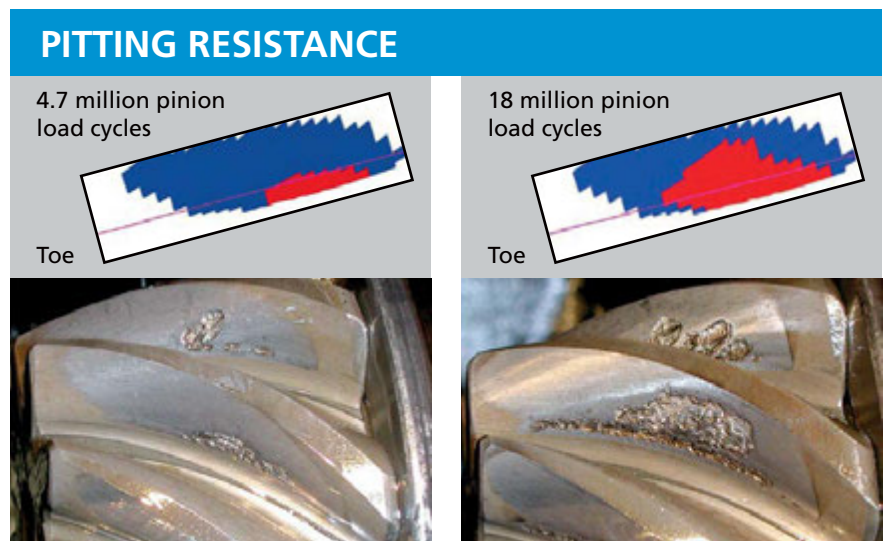 PITTING RESISTANCE
4.7 million pinion
load cycles
Toe
18 million pinion
load cycles
Toe